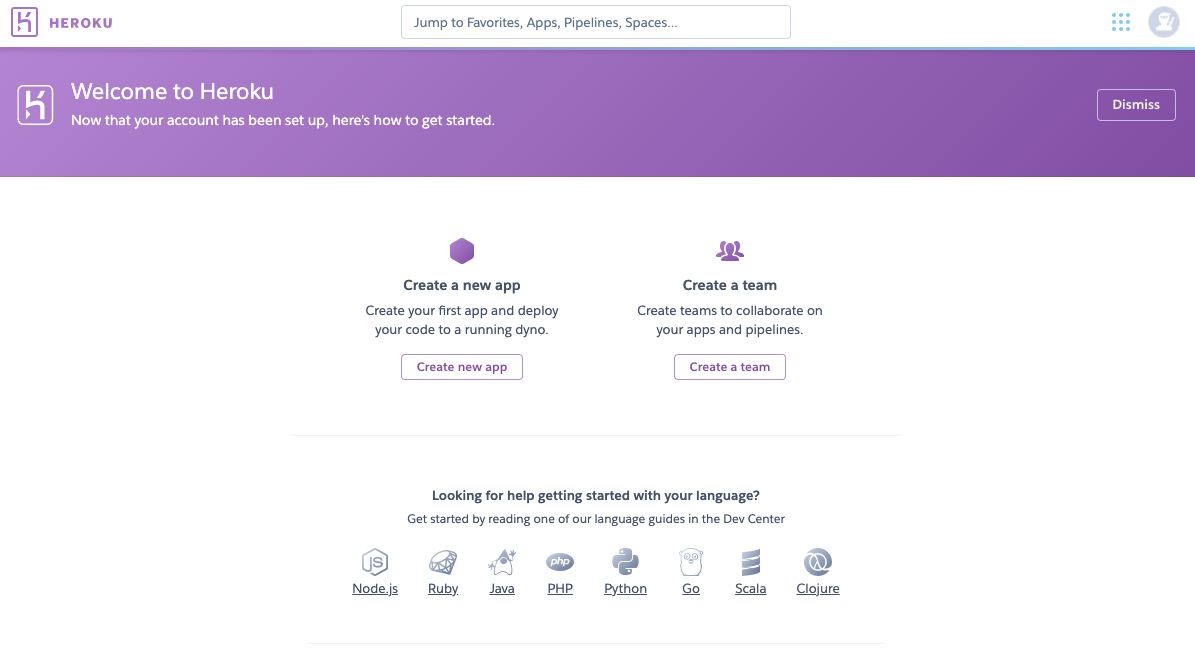 HEROKU
Jump to Favorites, Apps, Pipelines, Spaces...
Welcome to Heroku
Now that your account has been set up, here's how to get started.
Dismiss
Create a new app
Create your first app and deploy
your code to a running dyno.
Create new app
Create a team
Create teams to collaborate on
your apps and pipelines.
Create a team
Looking for help getting started with your language?
Get started by reading one of our language guides in the Dev Center
JS
php
Node.js
Ruby
Java
PHP
Python
Go
Scala
Clojure